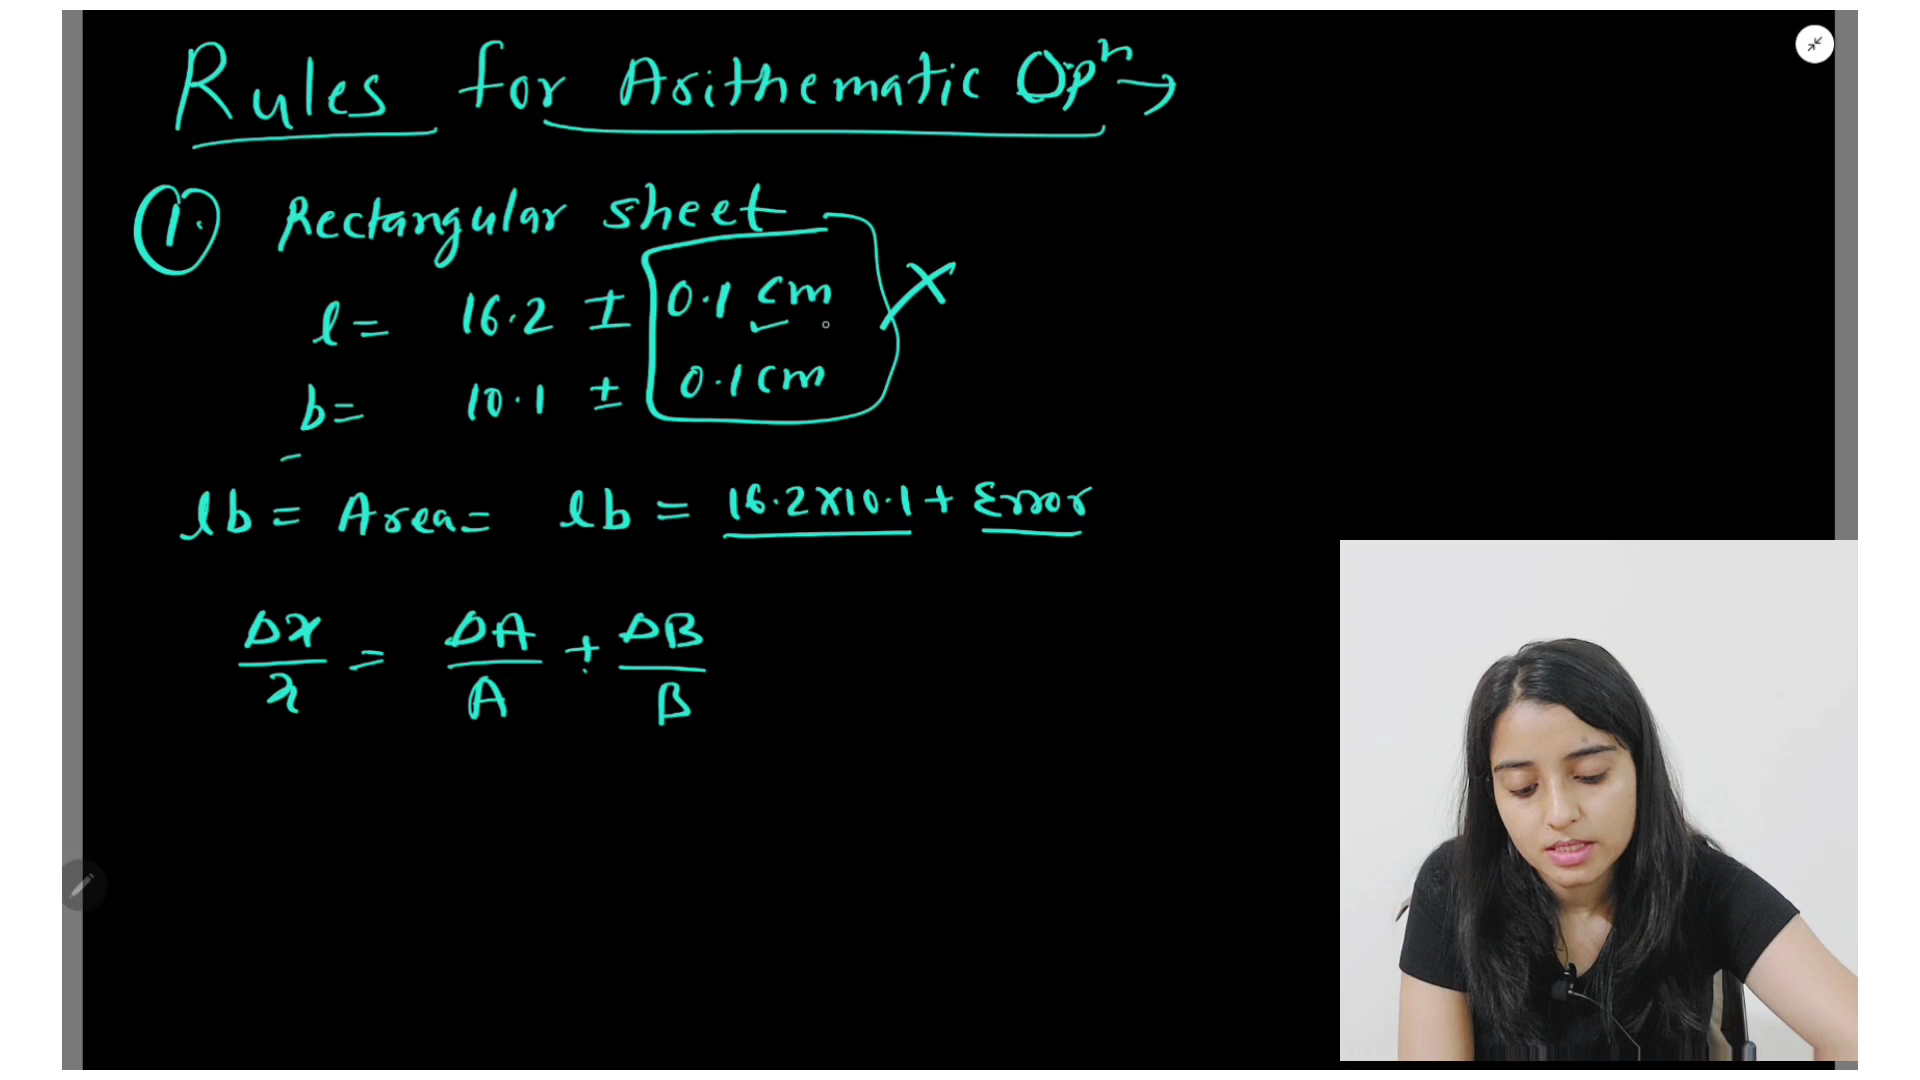 Rules for Arithematic Opⁿ →
1. Rectangular sheet
l = 16.2 ± 0.1 cm
b = 10.1 ± 0.1 cm
lb = Area = lb = 16.2 x 10.1 + Error
Δx/x = ΔA/A + ΔB/B